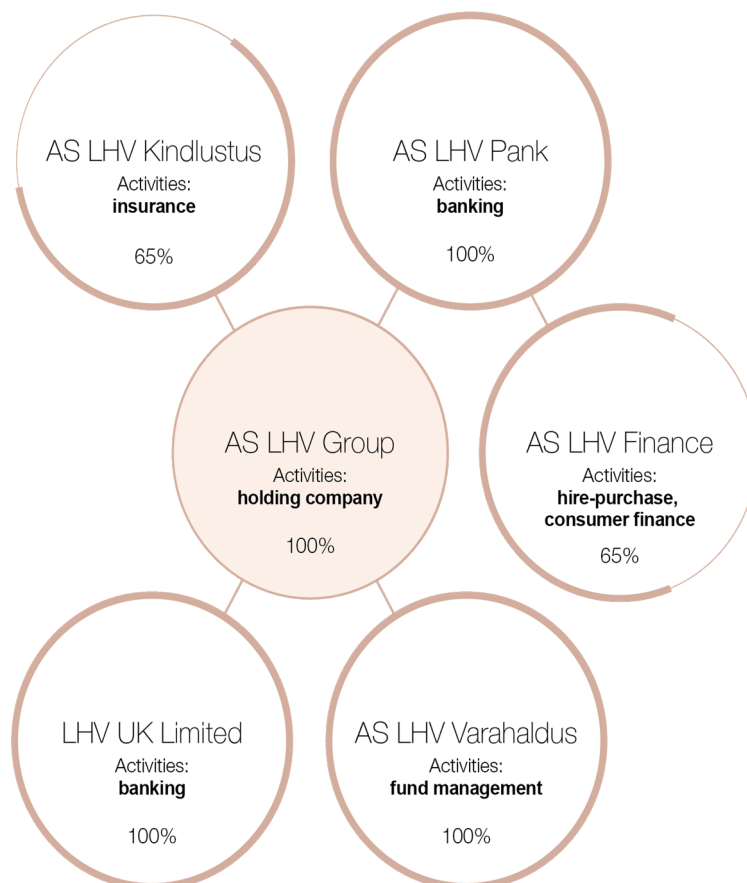 AS LHV Kindlustus
Activities:
insurance
65%
AS LHV Pank
Activities:
banking
100%
AS LHV Group
Activities:
holding company
100%
AS LHV Finance
Activities:
hire-purchase,
consumer finance
65%
LHV UK Limited
Activities:
banking
100%
AS LHV Varahaldus
Activities:
fund management
100%